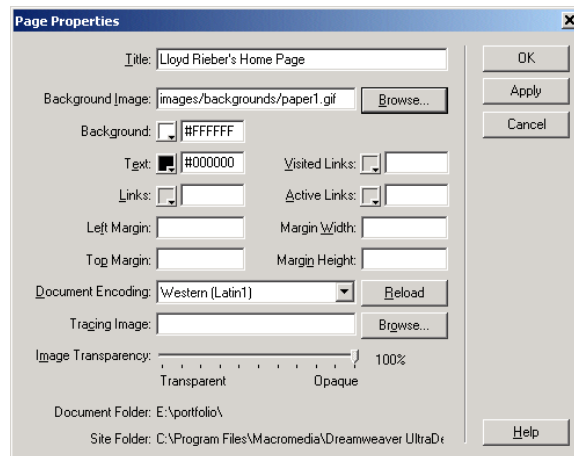 Page Properties
Title: Lloyd Rieber's Home Page OK
Background Image: images/backgrounds/paper1.gif Browse... Apply
Background: #FFFFFF Cancel
Text: #000000 Visited Links:
Links: Active Links:
Left Margin: Margin Width:
Top Margin: Margin Height:
Document Encoding: Western (Latin1) Reload
Tracing Image: Browse...
Image Transparency: 100%
Transparent Opaque
Document Folder: E:\portfolio\
Site Folder: C:\Program Files\Macromedia\Dreamweaver UltraDe Help